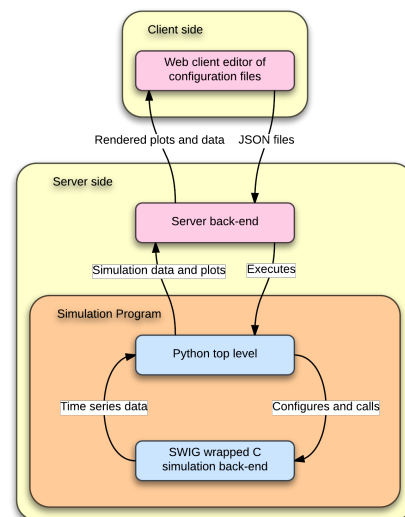 Client side
Web client editor of
configuration files
Rendered plots and data
JSON files
Server side
Server back-end
Simulation data and plots
Executes
Simulation Program
Python top level
Time series data
Configures and calls
SWIG wrapped C
simulation back-end